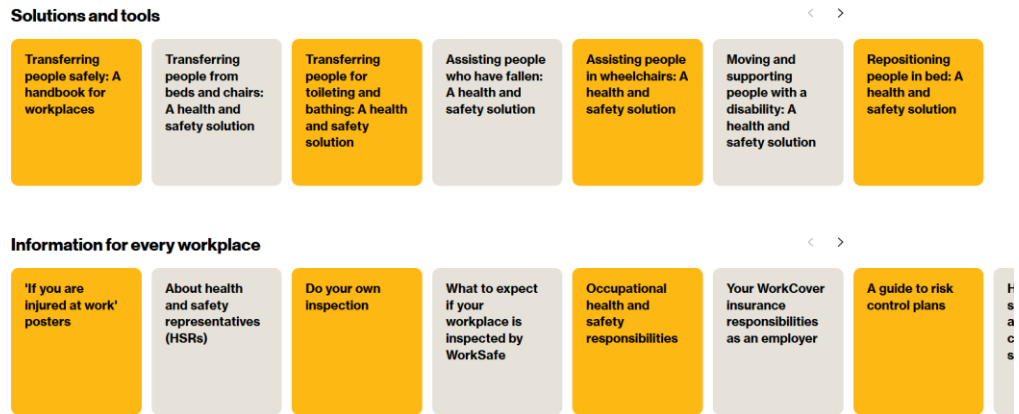 Solutions and tools
Transferring
people safely: A
handbook for
workplaces
Transferring
people from
beds and chairs:
A health and
safety solution
Transferring
people for
toileting and
bathing: A health
and safety
solution
Assisting people
who have fallen:
A health and
safety solution
Assisting people
in wheelchairs: A
health and
safety solution
Moving and
supporting
people with a
disability: A
health and
safety solution
Repositioning
people in bed: A
health and
safety solution
Information for every workplace
'If you are
injured at work'
posters
About health
and safety
representatives
(HSRs)
Do your own
inspection
What to expect
if your
workplace is
inspected by
WorkSafe
Occupational
health and
safety
responsibilities
Your WorkCover
insurance
responsibilities
as an employer
A guide to risk
control plans